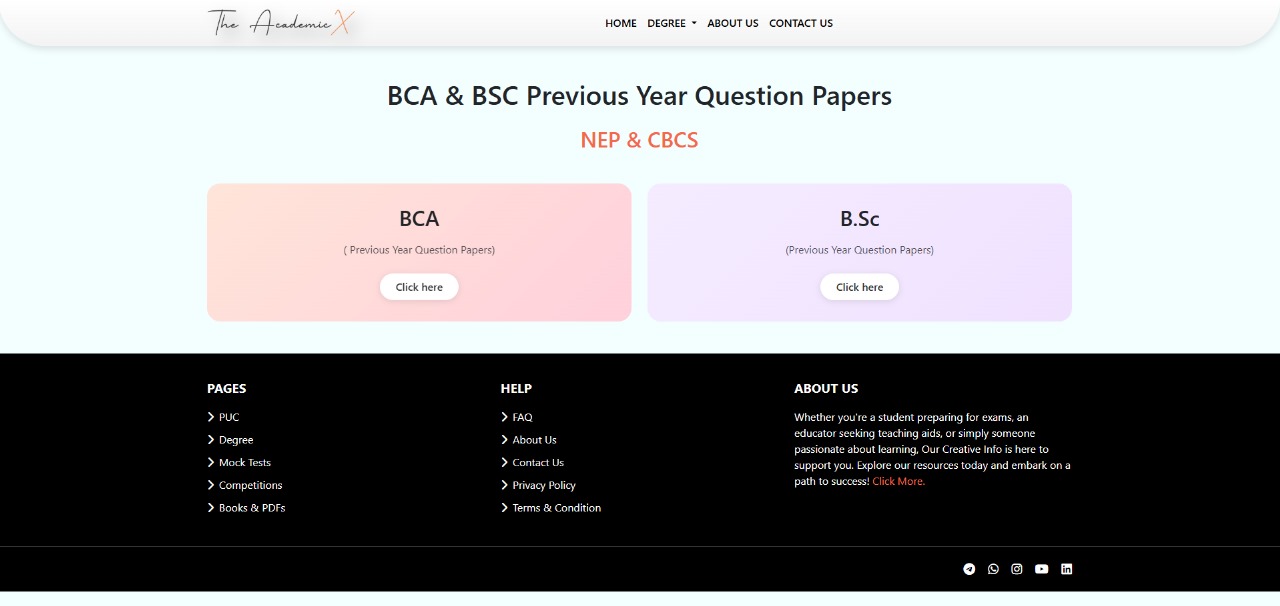 The AcademicX
HOME DEGREE ABOUT US CONTACT US
BCA & BSC Previous Year Question Papers
NEP & CBCS
BCA
( Previous Year Question Papers)
Click here
B.Sc
(Previous Year Question Papers)
Click here
PAGES
PUC
Degree
Mock Tests
Competitions
Books & PDFs
HELP
FAQ
About Us
Contact Us
Privacy Policy
Terms & Condition
ABOUT US
Whether you're a student preparing for exams, an
educator seeking teaching aids, or simply someone
passionate about learning, Our Creative Info is here to
support you. Explore our resources today and embark on a
path to success! Click More.